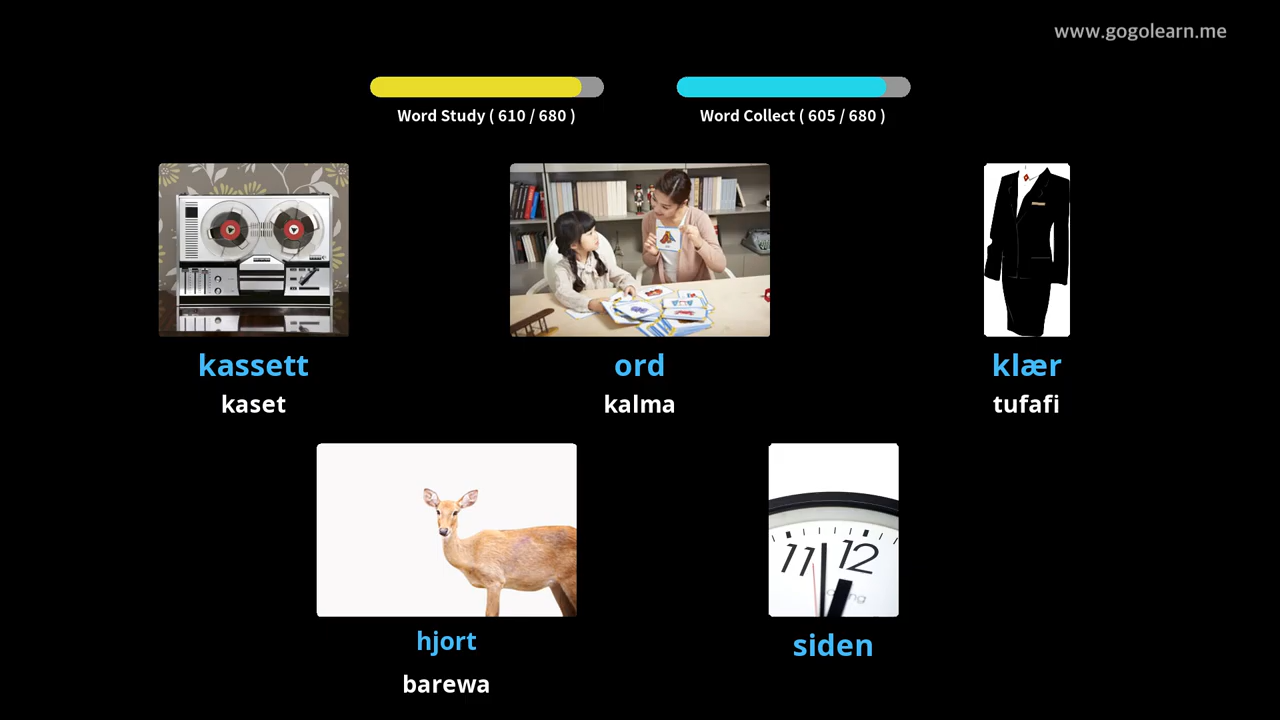 www.gogolearn.me
Word Study ( 610 / 680 )
Word Collect ( 605 / 680 )
kassett
ord
klær
kaset
kalma
tufafi
11 12
hjort
siden
barewa